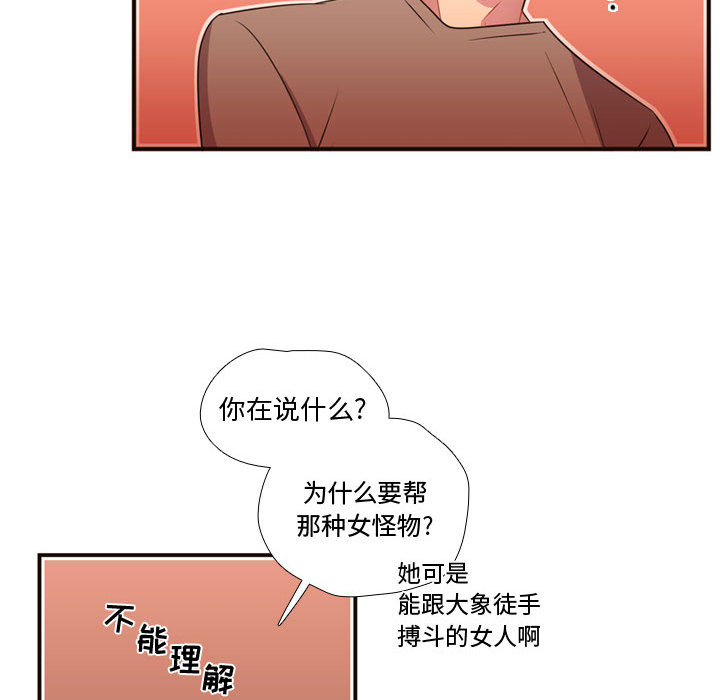 你在说什么?
为什么要帮
那种女怪物?
她可是
能跟大象徒手
搏斗的女人啊
不能理解